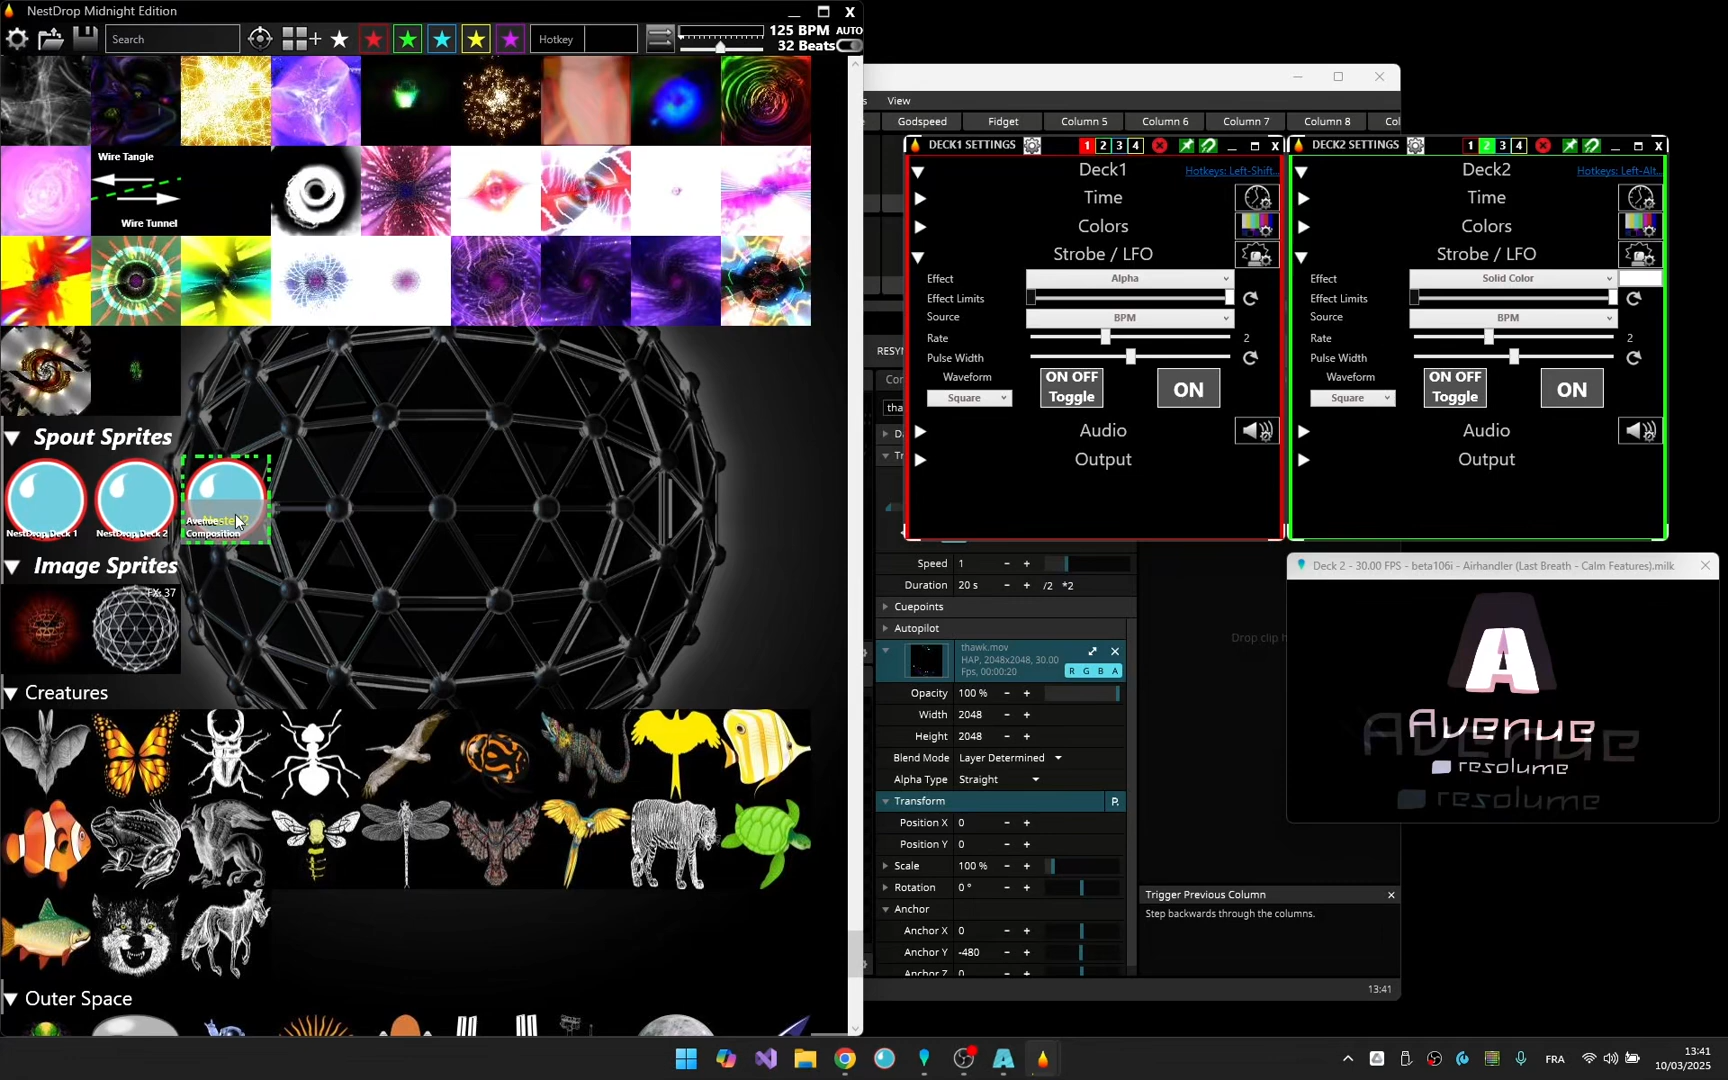 NestDrop Midnight Edition
Search
Hotkey
125 BPM
32 Beats
AUTO
Wire Tangle
Wire Tunnel
Spout Sprites
NestDrop Deck 1
NestDrop Deck 2
Avenue
Composition
Image Sprites
FX: 37
Creatures
Outer Space
View
Godspeed
Fidget
Column 5
Column 6
Column 7
Column 8
Col
DECK1 SETTINGS
1 2 3 4
Deck1
Hotkeys: Left-Shift...
Time
Colors
Strobe / LFO
Effect
Alpha
Effect Limits
Source
BPM
Rate
2
Pulse Width
Waveform
Square
ON OFF
Toggle
ON
Audio
Output
DECK2 SETTINGS
1 2 3 4
Deck2
Hotkeys: Left-Alt...
Time
Colors
Strobe / LFO
Effect
Solid Color
Effect Limits
Source
BPM
Rate
2
Pulse Width
Waveform
Square
ON OFF
Toggle
ON
Audio
Output
RESYN
Speed
1
Duration
20 s
/2
*2
Cuepoints
Autopilot
thawk.mov
HAP, 2048x2048, 30.00
Fps, 00:00:20
R G B A
Opacity
100 %
Width
2048
Height
2048
Blend Mode
Layer Determined
Alpha Type
Straight
Transform
P.
Position X
0
Position Y
0
Scale
100 %
Rotation
0 °
Anchor
Anchor X
0
Anchor Y
-480
Anchor Z
0
Drop clip h
Trigger Previous Column
Step backwards through the columns.
13:41
Deck 2 - 30.00 FPS - beta106i - Airhandler (Last Breath - Calm Features).milk
Avenue
resolume
Avenue
resolume
FRA
13:41
10/03/2025